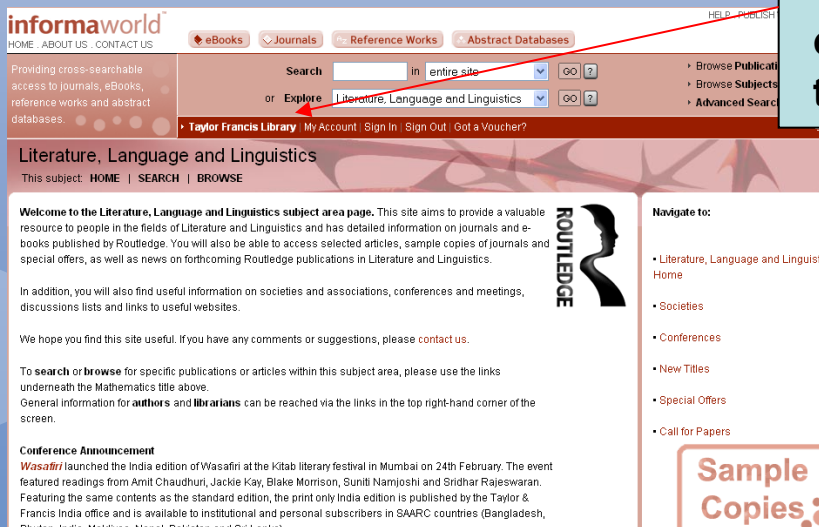 informaworld™
HOME . ABOUT US . CONTACT US
eBooks Journals Reference Works Abstract Databases
HELP PUBLISH
Providing cross-searchable
access to journals, eBooks,
reference works and abstract
databases.
Search in entire site GO ?
or Explore Literature, Language and Linguistics GO ?
Browse
Browse Subjects
Advanced
Taylor Francis Library | My Account | Sign In | Sign Out | Got a Voucher?
Literature, Language and Linguistics
This subject: HOME | SEARCH | BROWSE
Welcome to the Literature, Language and Linguistics subject area page. This site aims to provide a valuable
resource to people in the fields of Literature and Linguistics and has detailed information on journals and e-
books published by Routledge. You will also be able to access selected articles, sample copies of journals and
special offers, as well as news on forthcoming Routledge publications in Literature and Linguistics.
In addition, you will also find useful information on societies and associations, conferences and meetings,
discussions lists and links to useful websites.
We hope you find this site useful. If you have any comments or suggestions, please contact us.
To search or browse for specific publications or articles within this subject area, please use the links
underneath the Mathematics title above.
General information for authors and librarians can be reached via the links in the top right-hand corner of the
screen.
Conference Announcement
Wasafiri launched the India edition of Wasafiri at the Kitab literary festival in Mumbai on 24th February. The event
featured readings from Amit Chaudhuri, Jackie Kay, Blake Morrison, Suniti Namjoshi and Sridhar Rajeswaran.
Featuring the same contents as the standard edition, the print only India edition is published by the Taylor &
Francis India office and is available to institutional and personal subscribers in SAARC countries (Bangladesh,
Bhutan, India, Maldives, Nepal, Pakistan and Sri Lanka)
ROUTLEDGE
Navigate to:
Literature, Language and
Home
Societies
Conferences
New Titles
Special Offers
Call for Papers
Sample
Copies